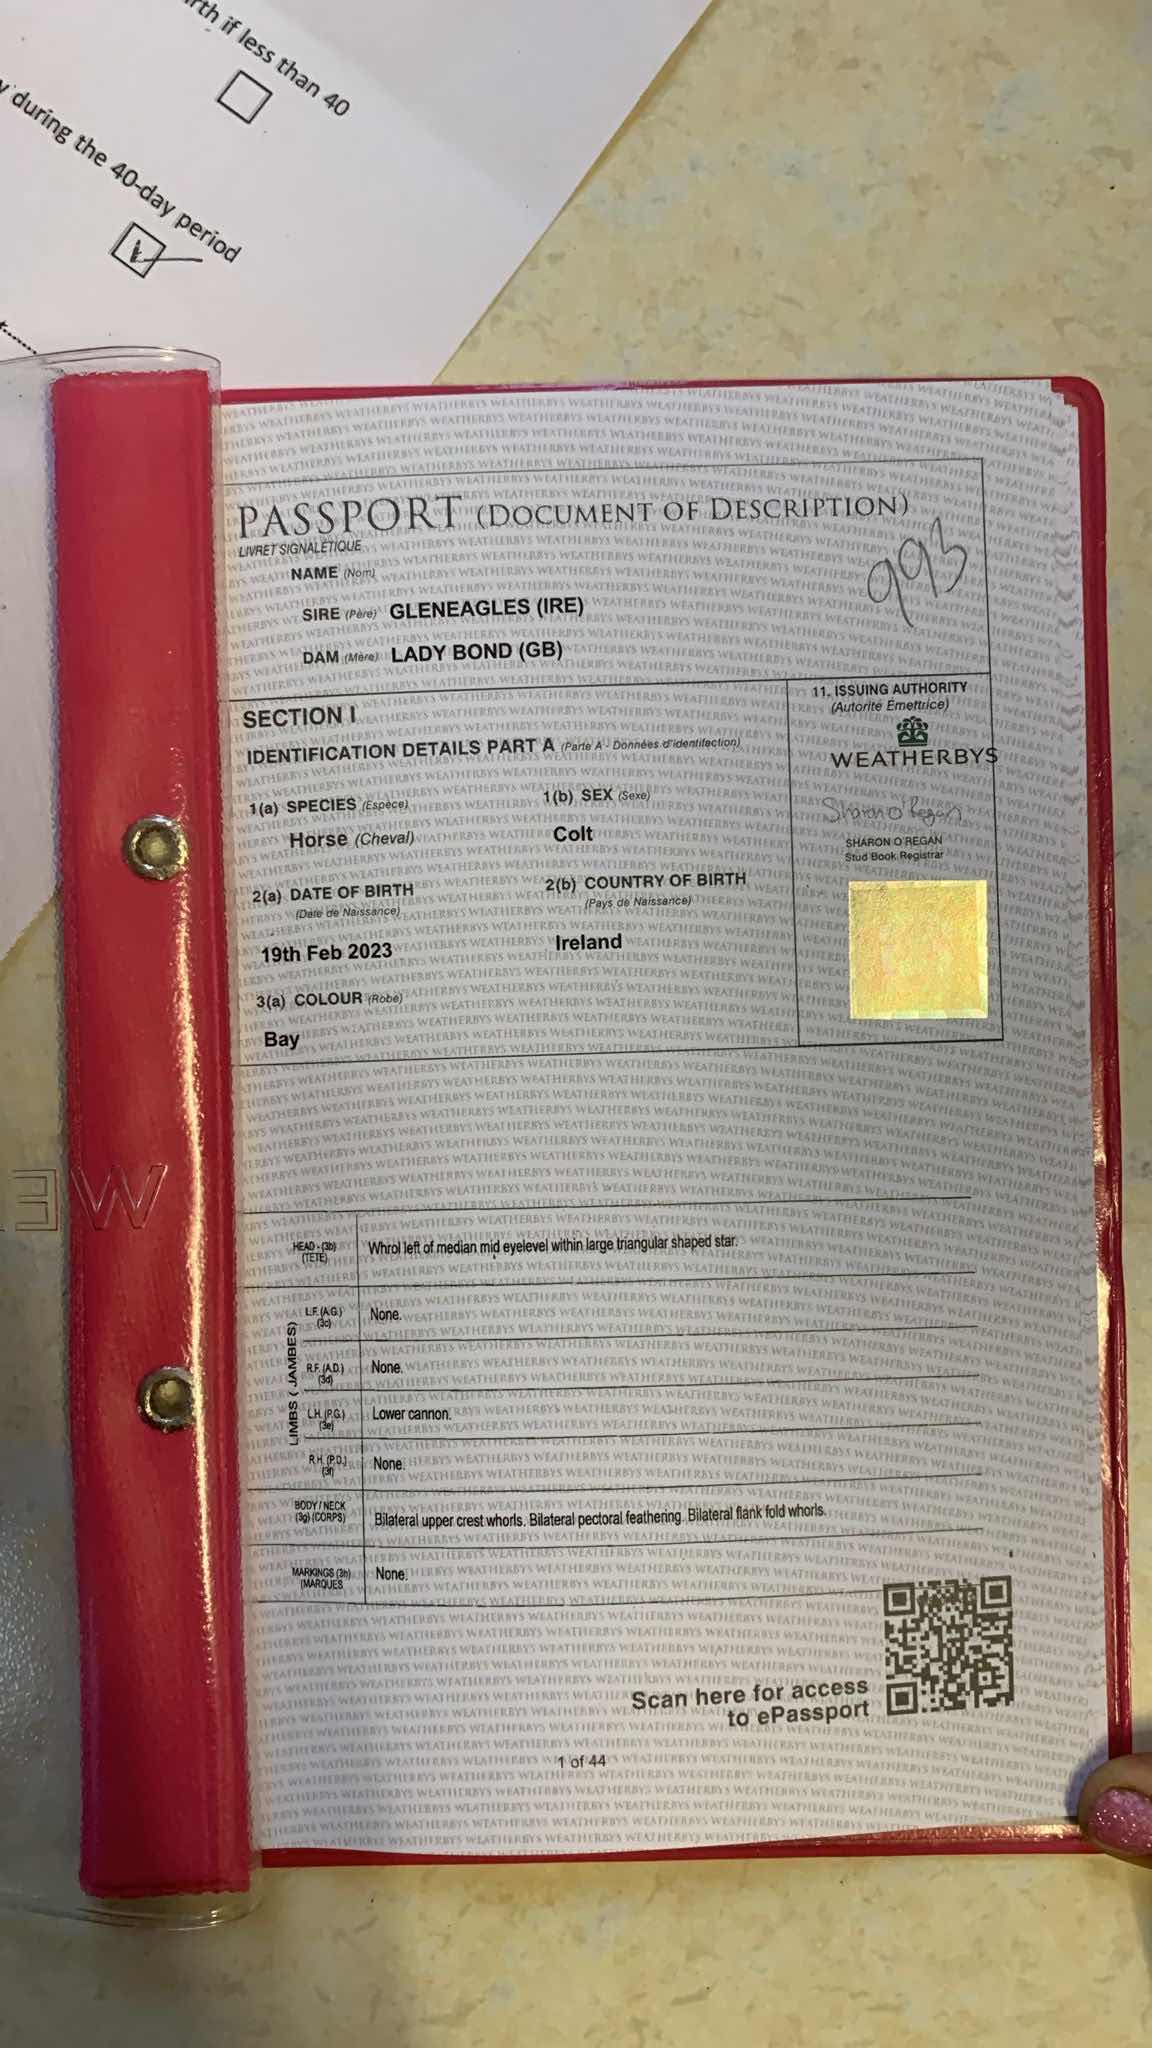 rth if less than 40
during the 40-day period
PASSPORT (DOCUMENT OF DESCRIPTION)
LIVRET SIGNALÉTIQUE
993
NAME (Nom)
SIRE (Père) GLENEAGLES (IRE)
DAM (Mère) LADY BOND (GB)
SECTION I
IDENTIFICATION DETAILS PART A (Partie A - Données d'identifaction)
1(a) SPECIES (Espèce) 1(b) SEX (Sexe)
Horse (Cheval) Colt
2(a) DATE OF BIRTH 2(b) COUNTRY OF BIRTH
(Date de Naissance) (Pays de Naissance)
19th Feb 2023 Ireland
3(a) COLOUR (Robe)
Bay
11. ISSUING AUTHORITY
(Autorité Émettrice)
WEATHERBYS
Sharon O'Regan
SHARON O'REGAN
Stud Book Registrar
HEAD - (3b) Whrol left of median mid eyelevel within large triangular shaped star.
(TETE)
LIMBS ( JAMBES)
L.F. (A.G.) None.
(3c)
R.F. (A.D.) None.
(3d)
L.H. (P.G.) Lower cannon.
(3e)
R.H. (P.D.) None.
(3f)
BODY / NECK Bilateral upper crest whorls. Bilateral pectoral feathering. Bilateral flank fold whorls.
(3g) (CORPS)
MARKINGS (3h) None.
(MARQUES
Scan here for access
to ePassport
1 of 44
WE